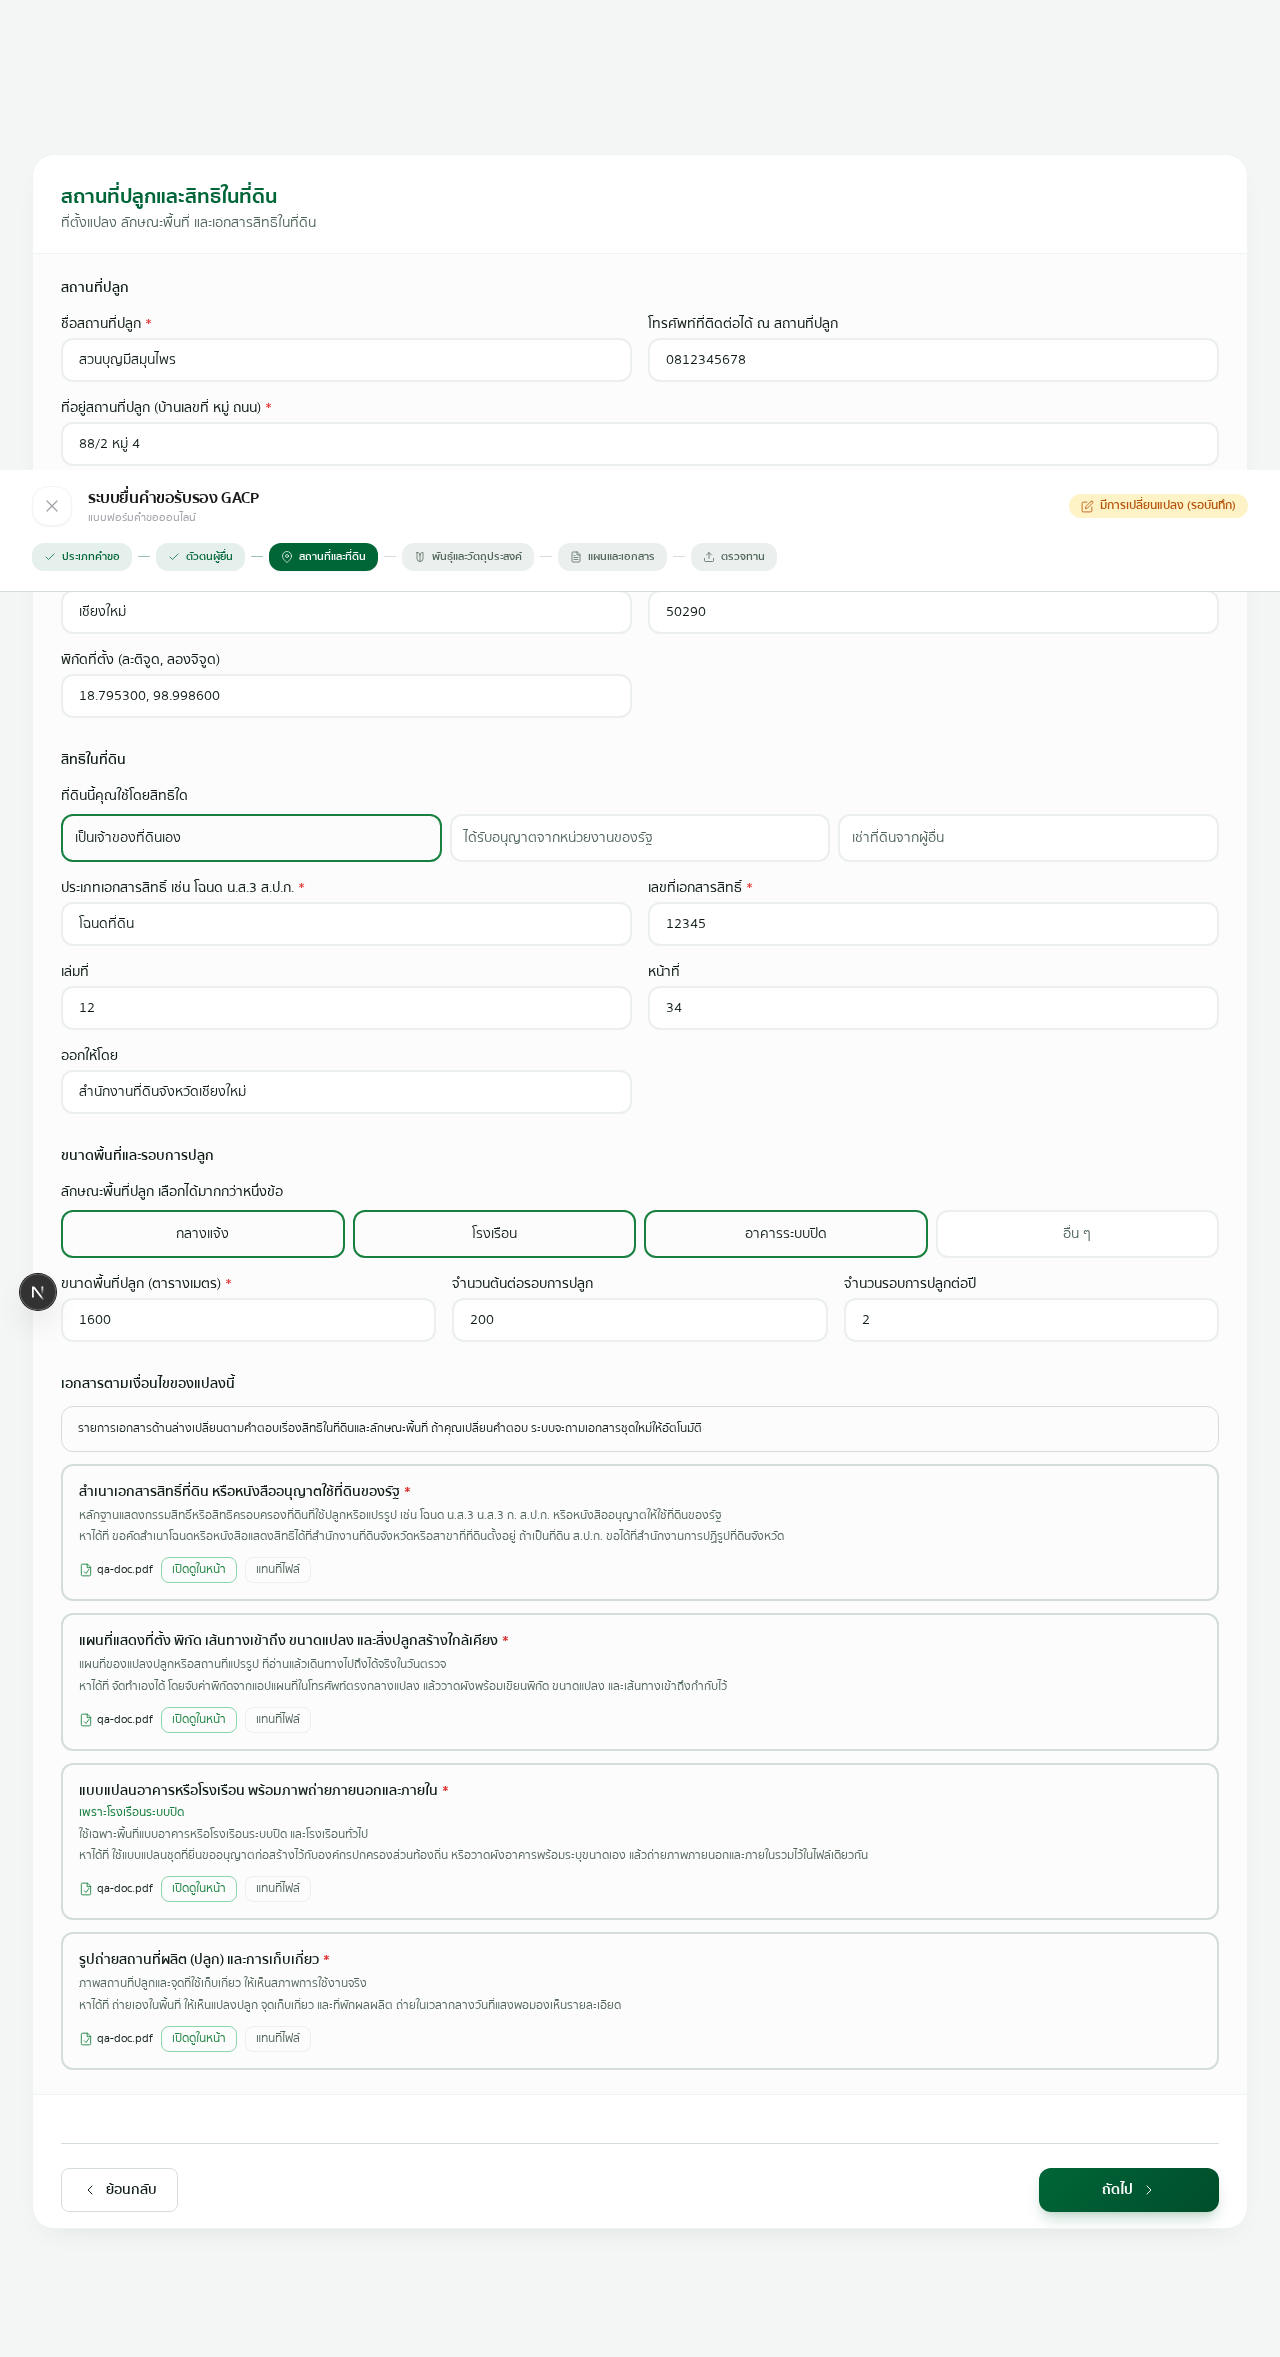 สถานที่ปลูกและสิทธิในที่ดิน
ที่ตั้งแปลง ลักษณะพื้นที่ และเอกสารสิทธิในที่ดิน
สถานที่ปลูก
ชื่อสถานที่ปลูก *
โทรศัพท์ที่ติดต่อได้ ณ สถานที่ปลูก
สวนบุญมีสมุนไพร
0812345678
ที่อยู่สถานที่ปลูก (บ้านเลขที่ หมู่ ถนน) *
88/2 หมู่ 4
ระบบยื่นคำขอรับรอง GACP
แบบฟอร์มคำขอออนไลน์
มีการเปลี่ยนแปลง (รอบันทึก)
ประเภทคำขอ
ตัวตนผู้ยื่น
สถานที่และที่ดิน
พันธุ์และวัตถุประสงค์
แผนและเอกสาร
ตรวจทาน
เชียงใหม่
50290
พิกัดที่ตั้ง (ละติจูด, ลองจิจูด)
18.795300, 98.998600
สิทธิในที่ดิน
ที่ดินนี้คุณใช้โดยสิทธิใด
เป็นเจ้าของที่ดินเอง
ได้รับอนุญาตจากหน่วยงานของรัฐ
เช่าที่ดินจากผู้อื่น
ประเภทเอกสารสิทธิ์ เช่น โฉนด น.ส.3 ส.ป.ก. *
เลขที่เอกสารสิทธิ์ *
โฉนดที่ดิน
12345
เล่มที่
หน้าที่
12
34
ออกให้โดย
สำนักงานที่ดินจังหวัดเชียงใหม่
ขนาดพื้นที่และรอบการปลูก
ลักษณะพื้นที่ปลูก เลือกได้มากกว่าหนึ่งข้อ
กลางแจ้ง
โรงเรือน
อาคารระบบปิด
อื่น ๆ
ขนาดพื้นที่ปลูก (ตารางเมตร) *
จำนวนต้นต่อรอบการปลูก
จำนวนรอบการปลูกต่อปี
N
1600
200
2
เอกสารตามเงื่อนไขของแปลงนี้
รายการเอกสารด้านล่างเปลี่ยนตามคำตอบเรื่องสิทธิในที่ดินและลักษณะพื้นที่ ถ้าคุณเปลี่ยนคำตอบ ระบบจะถามเอกสารชุดใหม่ให้อัตโนมัติ
สำเนาเอกสารสิทธิ์ที่ดิน หรือหนังสืออนุญาตใช้ที่ดินของรัฐ *
หลักฐานแสดงกรรมสิทธิ์หรือสิทธิครอบครองที่ดินที่ใช้ปลูกหรือแปรรูป เช่น โฉนด น.ส.3 น.ส.3 ก. ส.ป.ก. หรือหนังสืออนุญาตให้ใช้ที่ดินของรัฐ
หาได้ที่ ขอคัดสำเนาโฉนดหรือหนังสือแสดงสิทธิได้ที่สำนักงานที่ดินจังหวัดหรือสาขาที่ที่ดินตั้งอยู่ ถ้าเป็นที่ดิน ส.ป.ก. ขอได้ที่สำนักงานการปฏิรูปที่ดินจังหวัด
qa-doc.pdf
เปิดดูในหน้า
แทนที่ไฟล์
แผนที่แสดงที่ตั้ง พิกัด เส้นทางเข้าถึง ขนาดแปลง และสิ่งปลูกสร้างใกล้เคียง *
แผนที่ของแปลงปลูกหรือสถานที่แปรรูป ที่อ่านแล้วเดินทางไปถึงได้จริงในวันตรวจ
หาได้ที่ จัดทำเองได้ โดยจับค่าพิกัดจากแอปแผนที่ในโทรศัพท์ตรงกลางแปลง แล้ววาดผังพร้อมเขียนพิกัด ขนาดแปลง และเส้นทางเข้าถึงกำกับไว้
qa-doc.pdf
เปิดดูในหน้า
แทนที่ไฟล์
แบบแปลนอาคารหรือโรงเรือน พร้อมภาพถ่ายภายนอกและภายใน *
เพราะโรงเรือนระบบปิด
ใช้เฉพาะพื้นที่แบบอาคารหรือโรงเรือนระบบปิด และโรงเรือนทั่วไป
หาได้ที่ ใช้แบบแปลนชุดที่ยื่นขออนุญาตก่อสร้างไว้กับองค์กรปกครองส่วนท้องถิ่น หรือวาดผังอาคารพร้อมระบุขนาดเอง แล้วถ่ายภาพภายนอกและภายในรวมไว้ในไฟล์เดียวกัน
qa-doc.pdf
เปิดดูในหน้า
แทนที่ไฟล์
รูปถ่ายสถานที่ผลิต (ปลูก) และการเก็บเกี่ยว *
ภาพสถานที่ปลูกและจุดที่ใช้เก็บเกี่ยว ให้เห็นสภาพการใช้งานจริง
หาได้ที่ ถ่ายเองในพื้นที่ ให้เห็นแปลงปลูก จุดเก็บเกี่ยว และที่พักผลผลิต ถ่ายในเวลากลางวันที่แสงพอมองเห็นรายละเอียด
qa-doc.pdf
เปิดดูในหน้า
แทนที่ไฟล์
ย้อนกลับ
ถัดไป